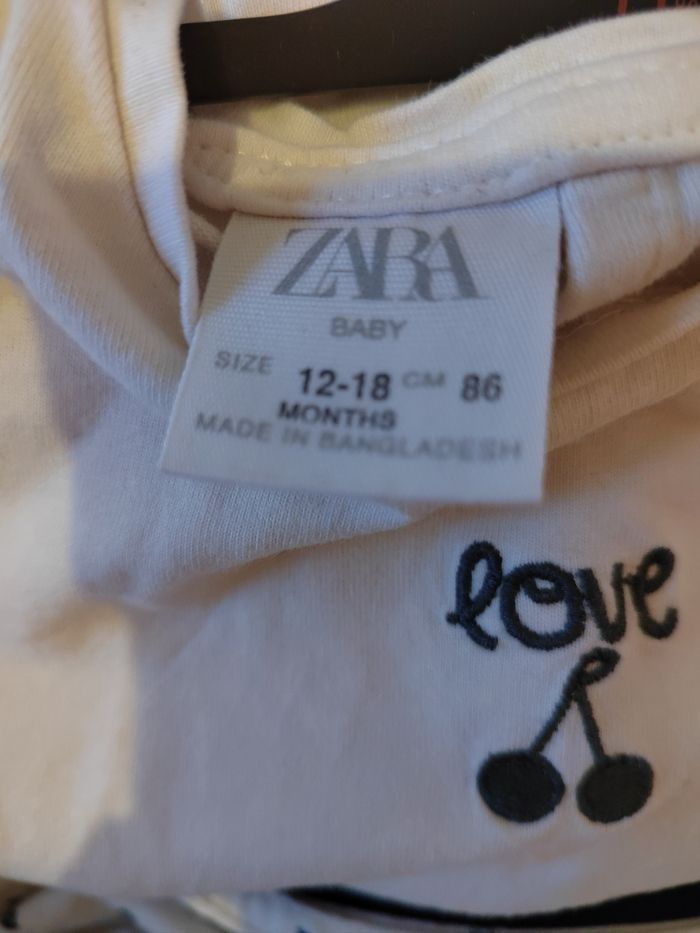 ZARA
BABY
SIZE 12-18 CM 86
MONTHS
MADE IN BANGLADESH
love